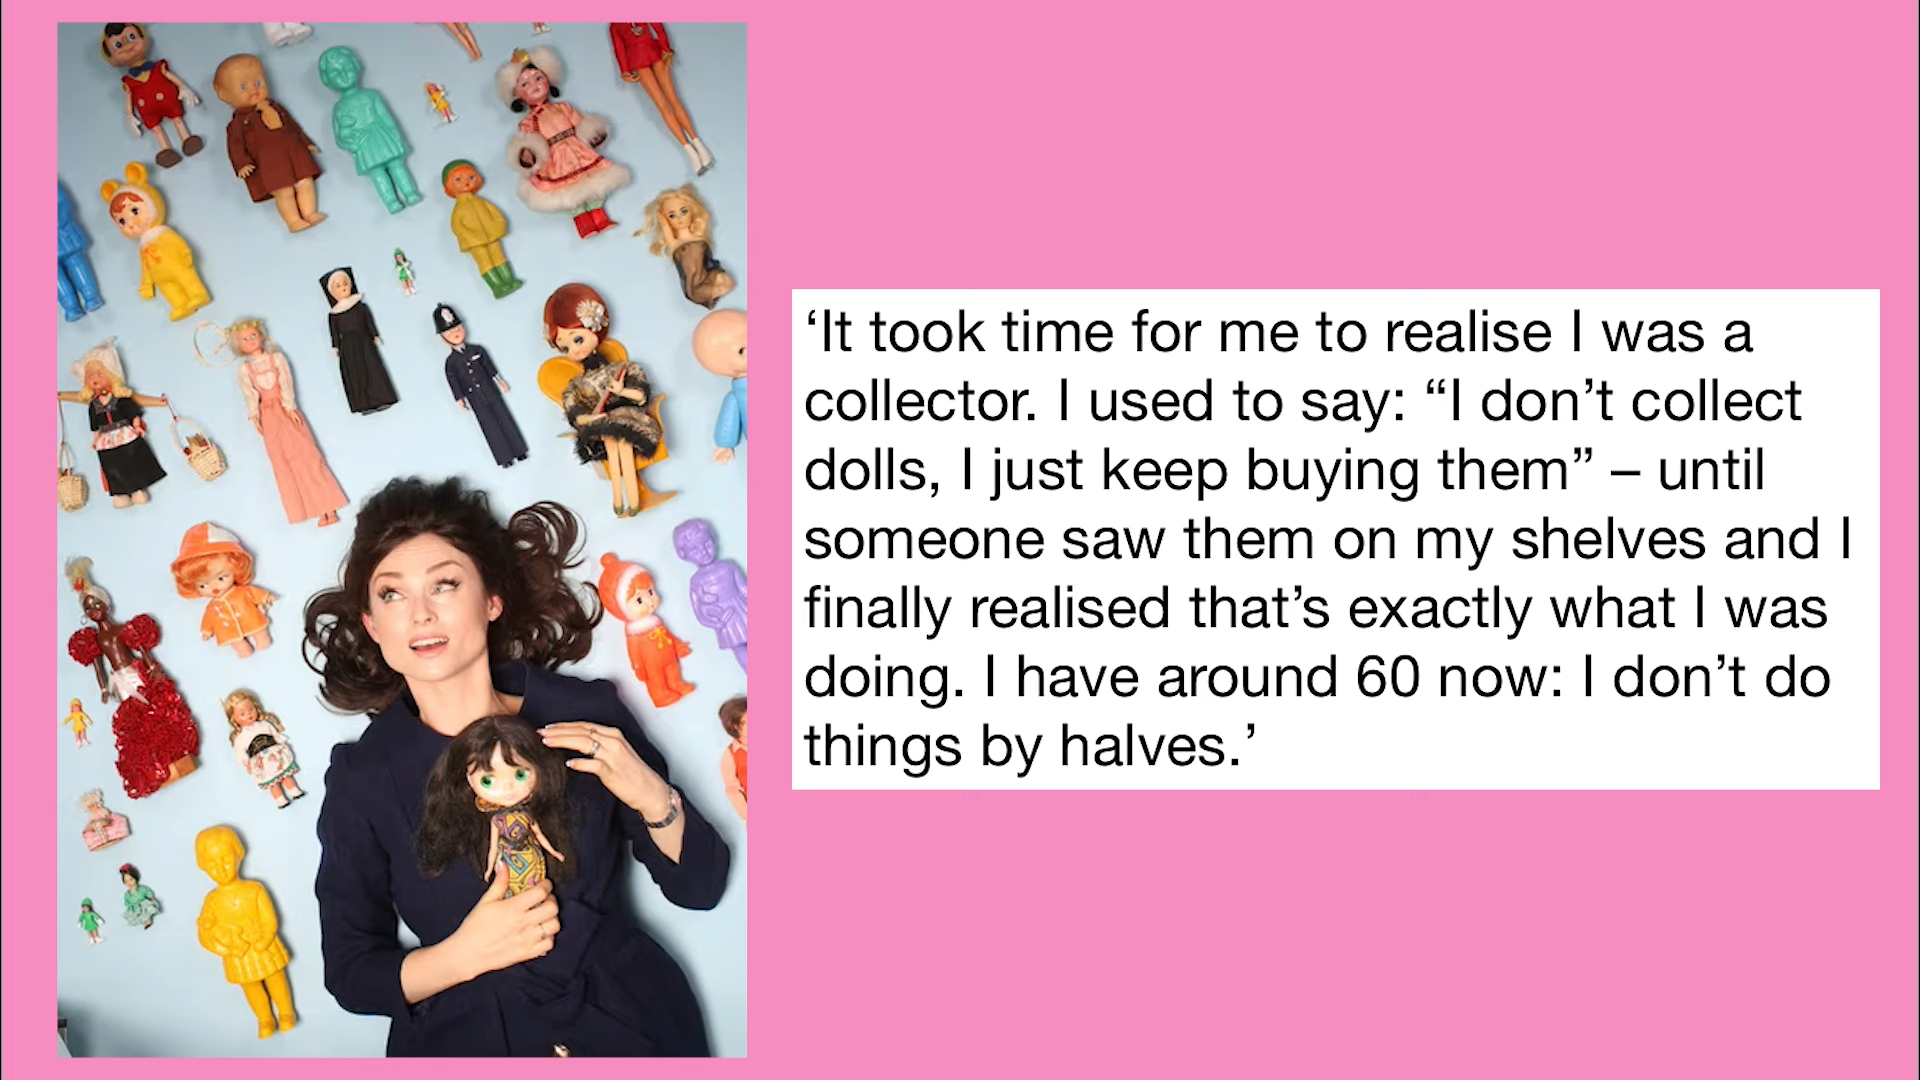 ‘It took time for me to realise I was a
collector. I used to say: “I don’t collect
dolls, I just keep buying them” – until
someone saw them on my shelves and I
finally realised that’s exactly what I was
doing. I have around 60 now: I don’t do
things by halves.’